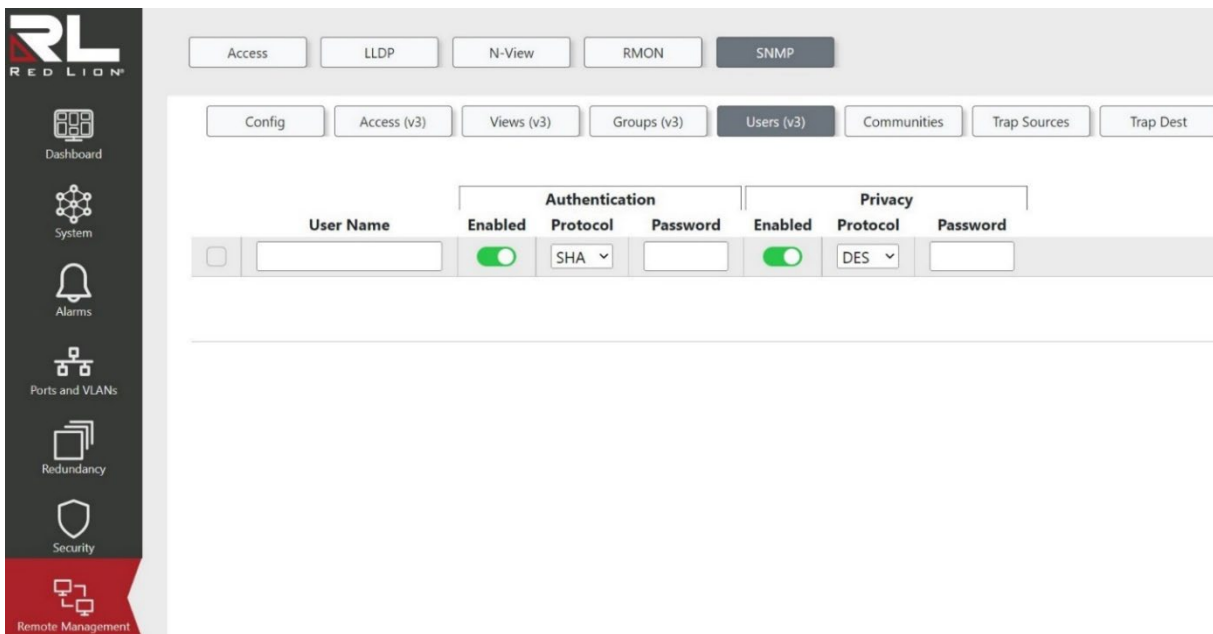 RL
RED LION®
Access LLDP N-View RMON SNMP
Config Access (v3) Views (v3) Groups (v3) Users (v3) Communities Trap Sources Trap Dest
Dashboard
System
Alarms
Ports and VLANs
Redundancy
Security
Remote Management
Authentication Privacy
User Name Enabled Protocol Password Enabled Protocol Password
SHA DES